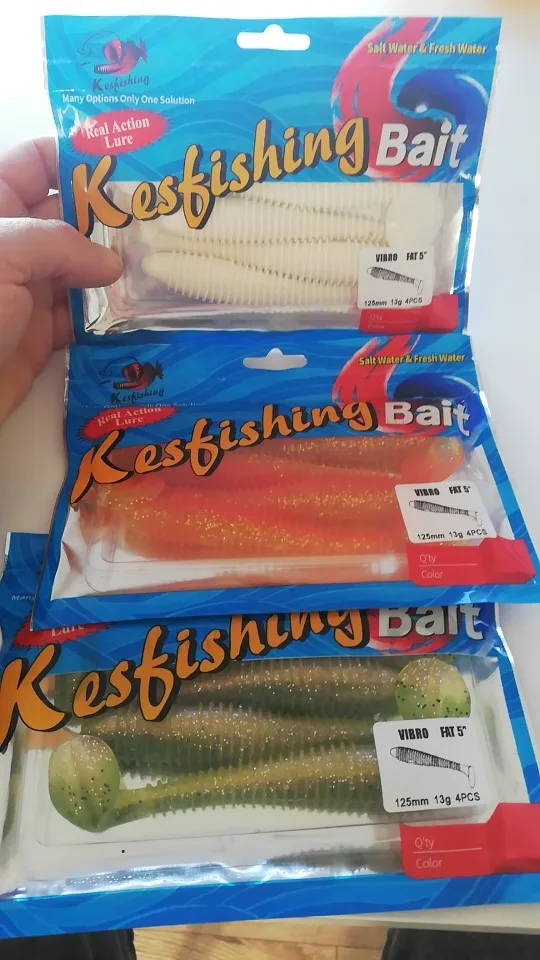 Kesfishing
Many Options Only One Solution
Salt Water & Fresh Water
Real Action
Lure
Kesfishing Bait
VIBRO FAT 5"
125mm 13g 4PCS
Q'ty
Color
Kesfishing
Salt Water & Fresh Water
Real Action
Lure
Kesfishing Bait
VIBRO FAT 5"
125mm 13g 4PCS
Q'ty
Color
Lure
Kesfishing Bait
VIBRO FAT 5"
125mm 13g 4PCS
Q'ty
Color